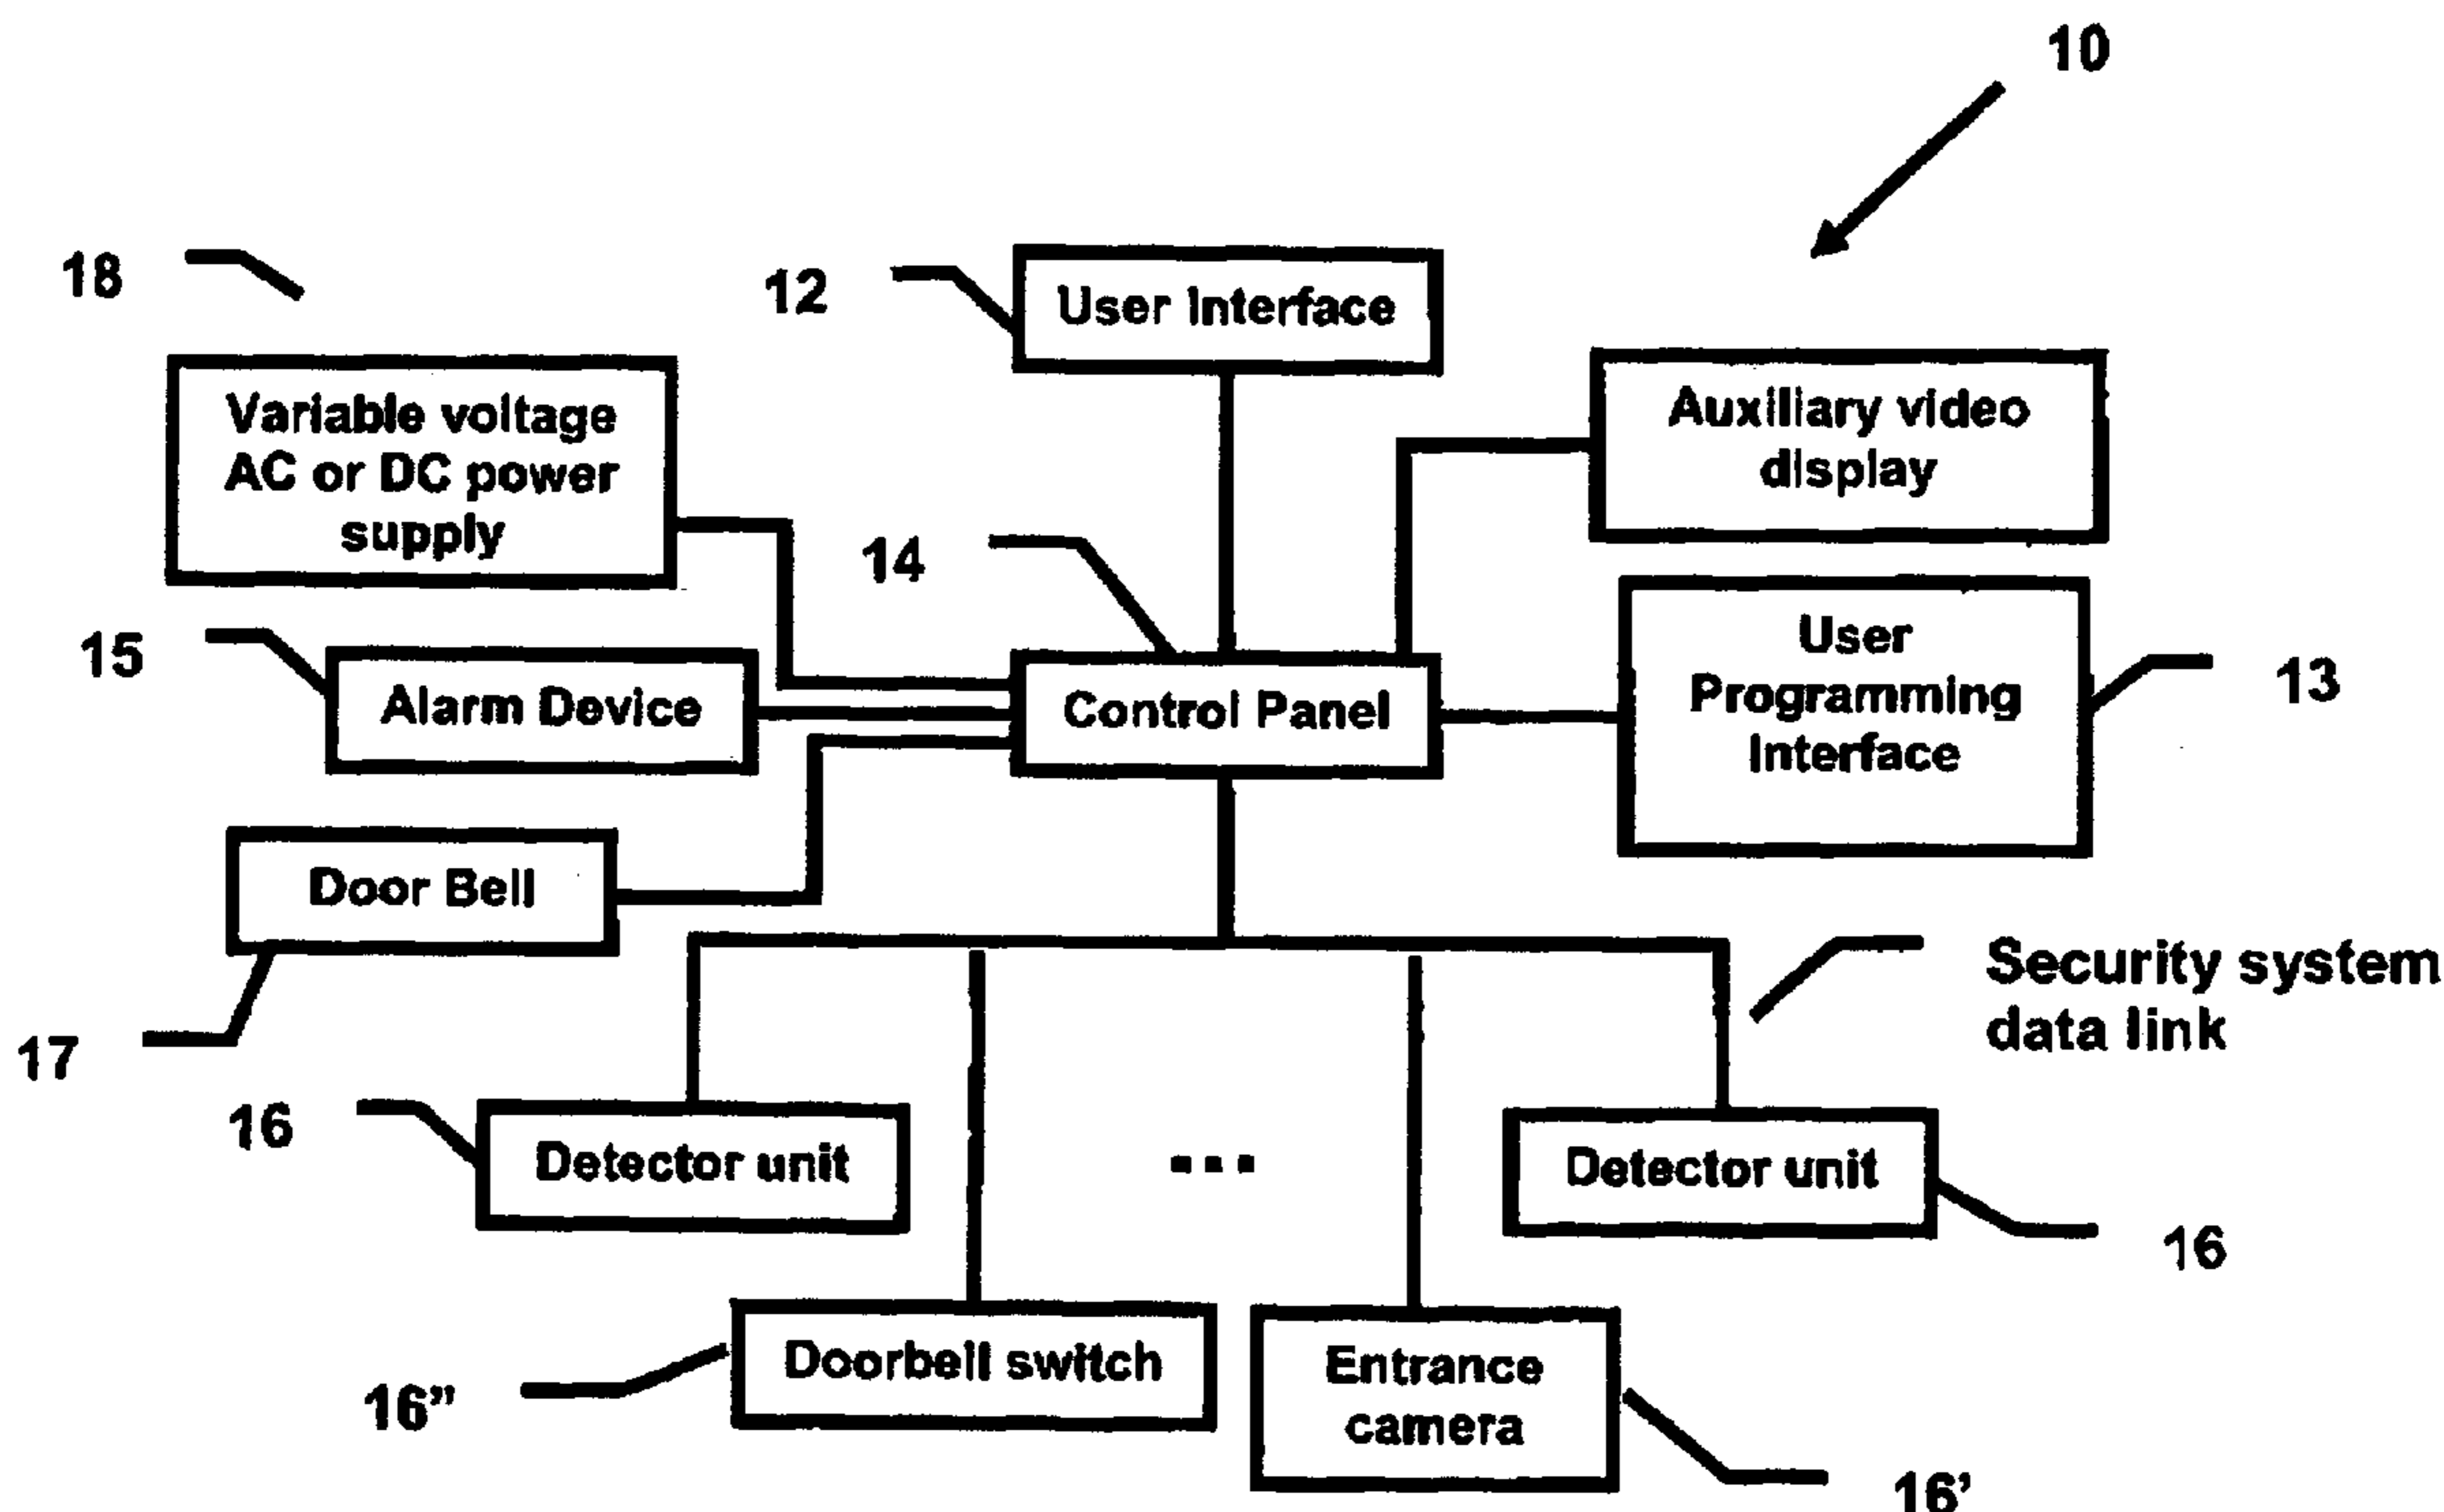 10
18
12
User Interface
Variable voltage
AC or DC power
supply
Auxiliary video
display
14
15
Alarm Device
Control Panel
User
Programming
Interface
13
Door Bell
17
Security system
data link
16
Detector unit
...
Detector unit
16
16”
Doorbell switch
Entrance
camera
16’